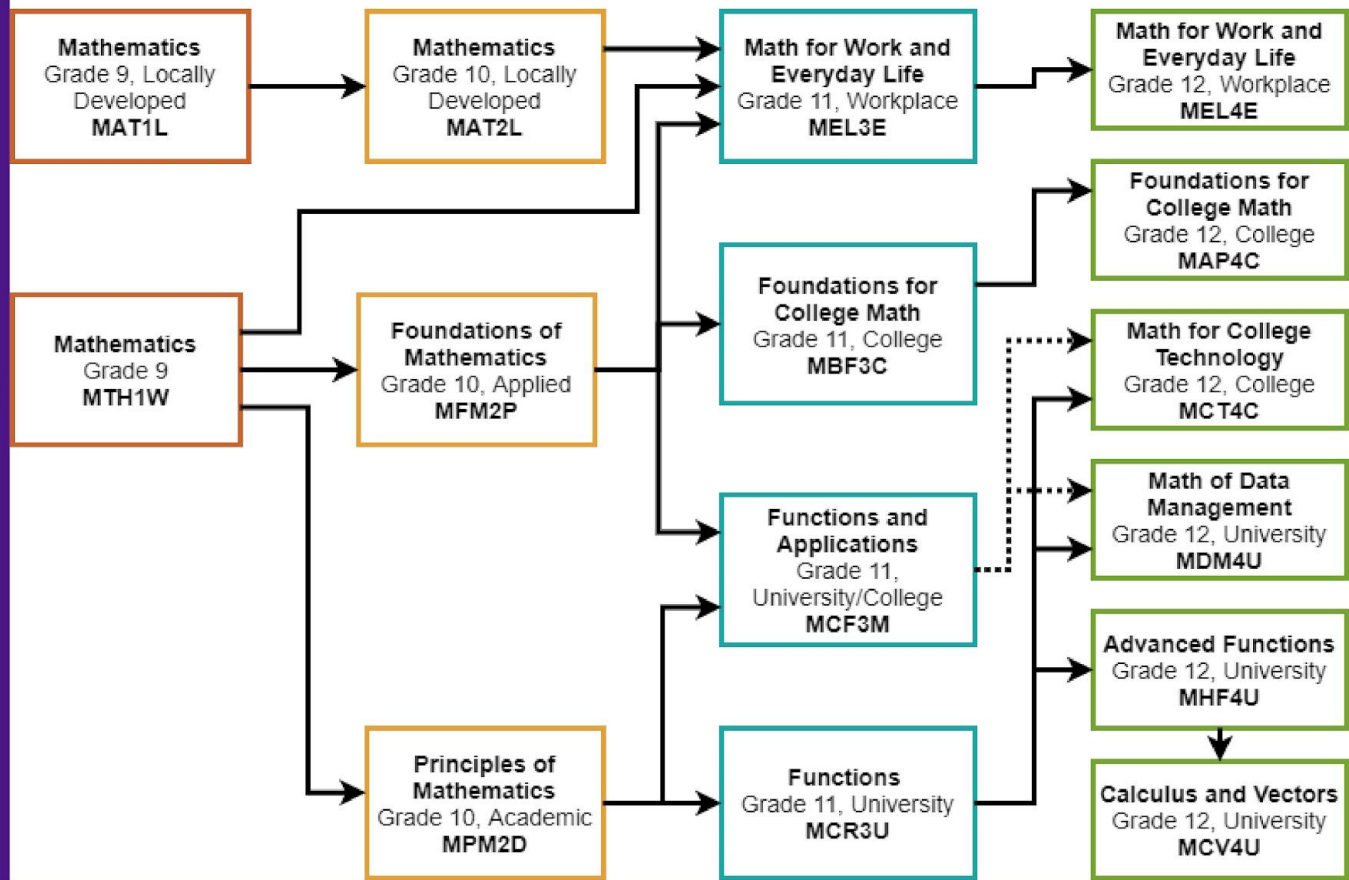 Mathematics
Grade 9, Locally
Developed
MAT1L
Mathematics
Grade 10, Locally
Developed
MAT2L
Math for Work and
Everyday Life
Grade 11, Workplace
MEL3E
Math for Work and
Everyday Life
Grade 12, Workplace
MEL4E
Foundations for
College Math
Grade 12, College
MAP4C
Mathematics
Grade 9
MTH1W
Foundations of
Mathematics
Grade 10, Applied
MFM2P
Foundations for
College Math
Grade 11, College
MBF3C
Math for College
Technology
Grade 12, College
MCT4C
Functions and
Applications
Grade 11,
University/College
MCF3M
Math of Data
Management
Grade 12, University
MDM4U
Advanced Functions
Grade 12, University
MHF4U
Principles of
Mathematics
Grade 10, Academic
MPM2D
Functions
Grade 11, University
MCR3U
Calculus and Vectors
Grade 12, University
MCV4U